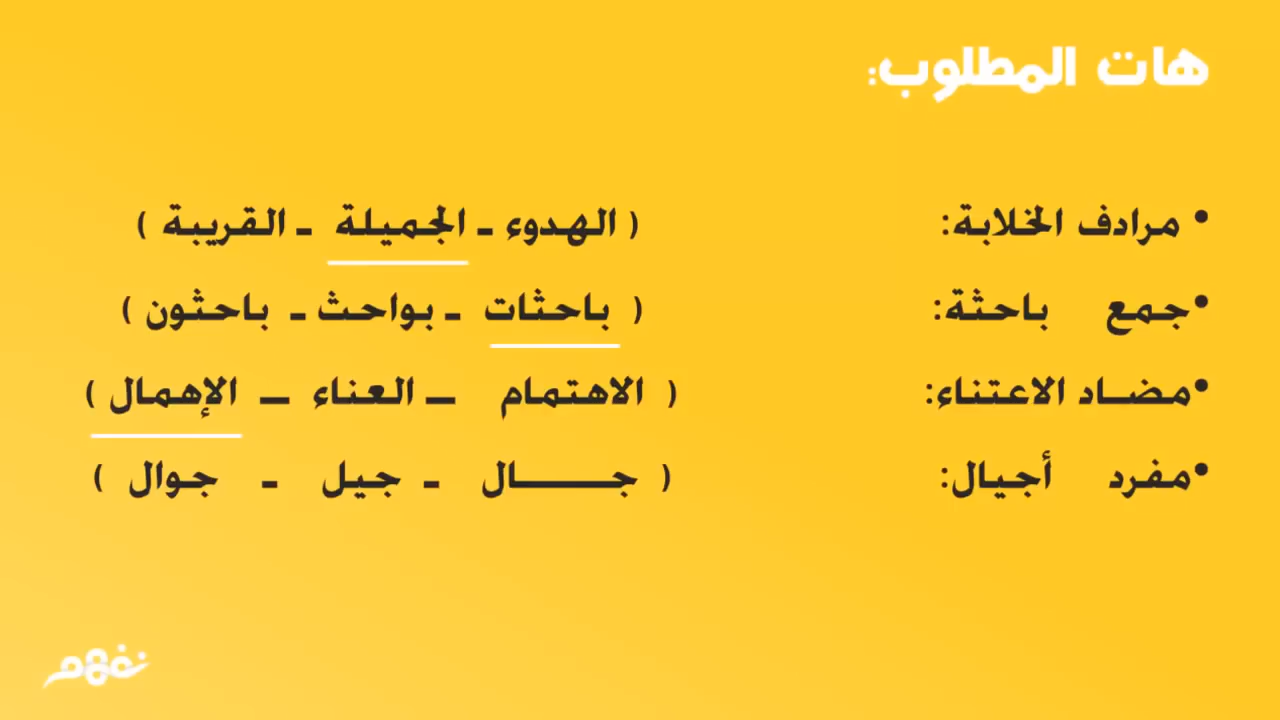 هات المطلوب:
• مرادف الخلابة: ( الهدوء ـ الجميلة ـ القريبة )
• جمع باحثة: ( باحثات ـ بواحث ـ باحثون )
• مضاد الاعتناء: ( الاهتمام ـ العناء ـ الإهمال )
• مفرد أجيال: ( جـــال ـ جيل ـ جوال )
نفهم